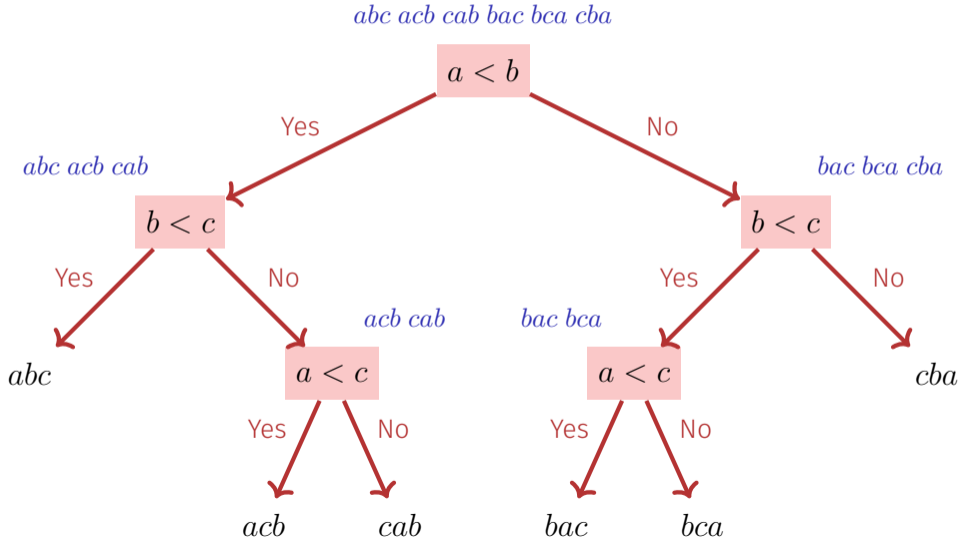 abc acb cab bac bca cba
a < b
Yes
No
abc acb cab
bac bca cba
b < c
b < c
Yes
No
Yes
No
acb cab
bac bca
abc
a < c
a < c
cba
Yes
No
Yes
No
acb
cab
bac
bca